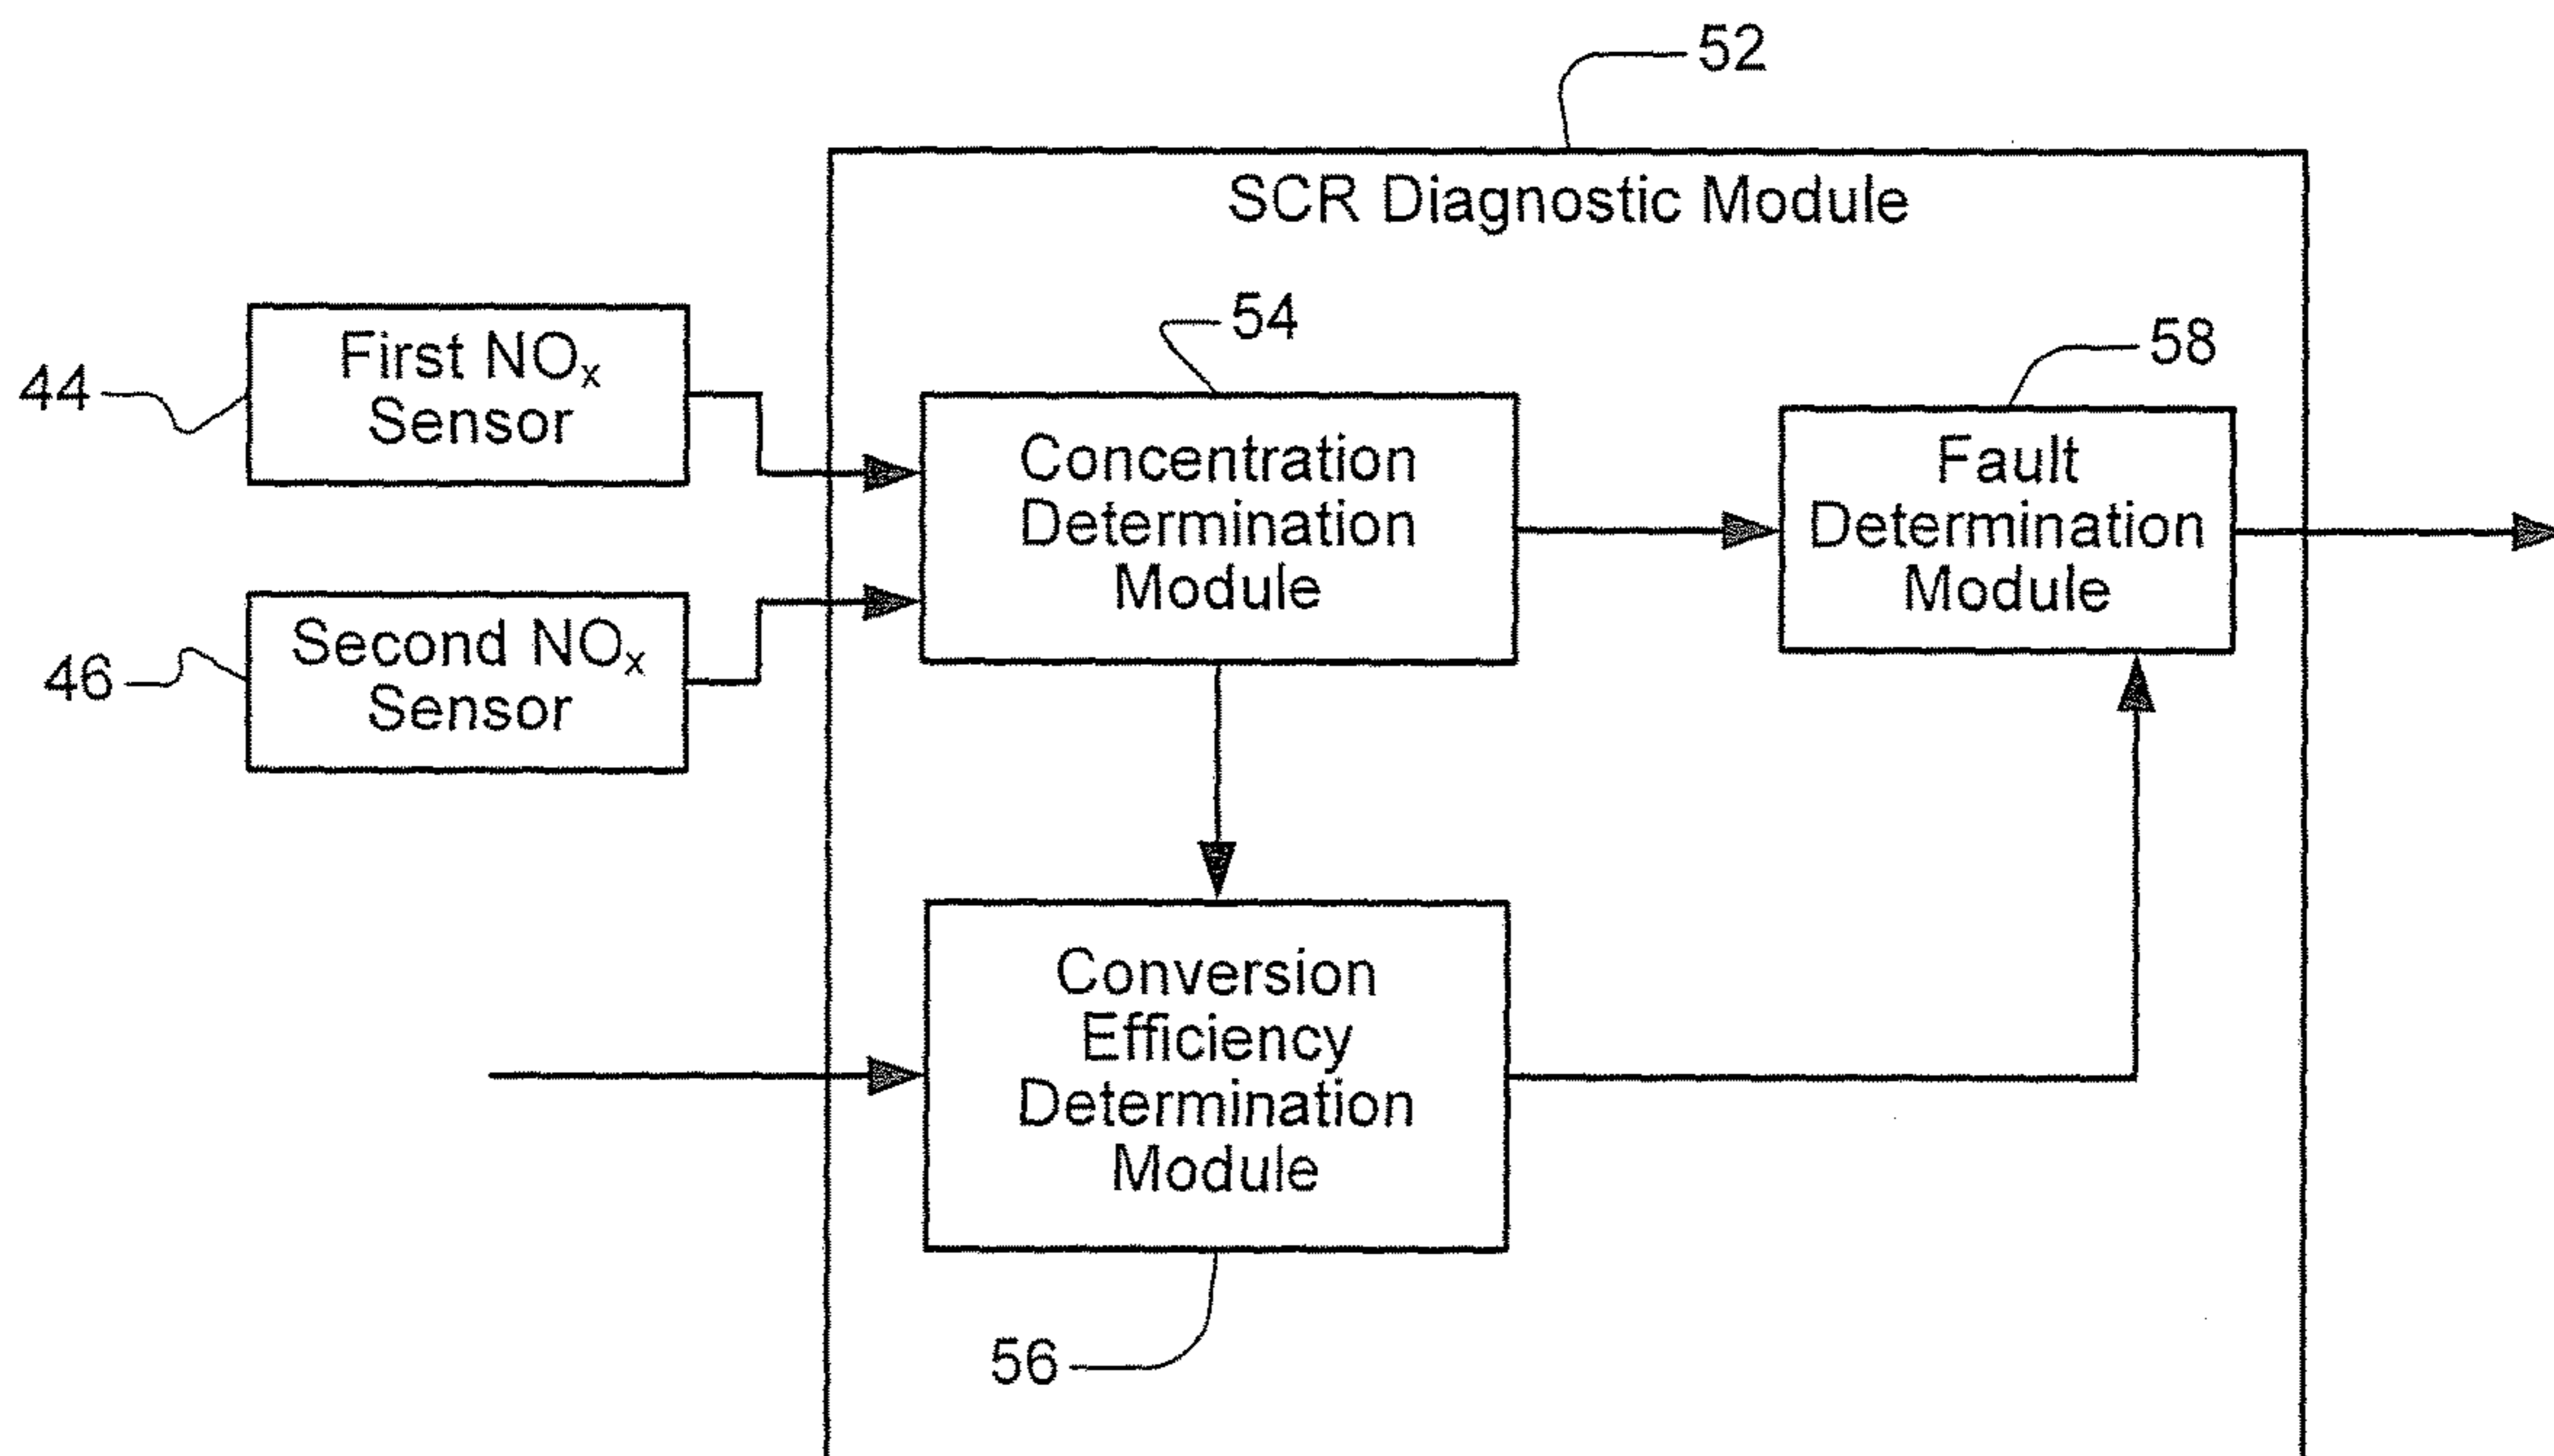 52
SCR Diagnostic Module
54
58
44
First NOₓ
Sensor
Concentration
Determination
Module
Fault
Determination
Module
46
Second NOₓ
Sensor
Conversion
Efficiency
Determination
Module
56